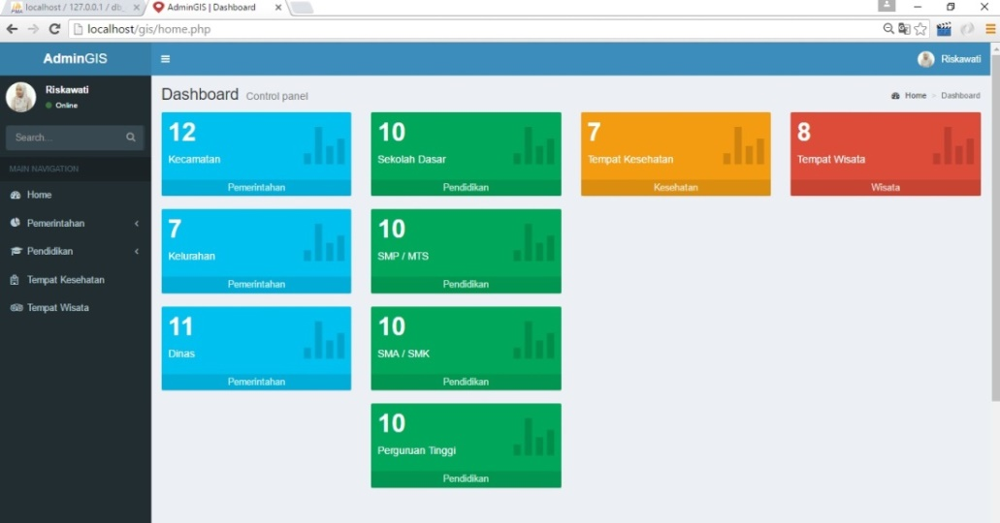 localhost / 127.0.0.1 / db_
AdminGIS | Dashboard
localhost/gis/home.php
AdminGIS
Riskawati
Riskawati
Online
Dashboard Control panel
Home > Dashboard
Search...
MAIN NAVIGATION
Home
Pemerintahan
Pendidikan
Tempat Kesehatan
Tempat Wisata
12
Kecamatan
Pemerintahan
10
Sekolah Dasar
Pendidikan
7
Tempat Kesehatan
Kesehatan
8
Tempat Wisata
Wisata
7
Kelurahan
Pemerintahan
10
SMP / MTS
Pendidikan
11
Dinas
Pemerintahan
10
SMA / SMK
Pendidikan
10
Perguruan Tinggi
Pendidikan